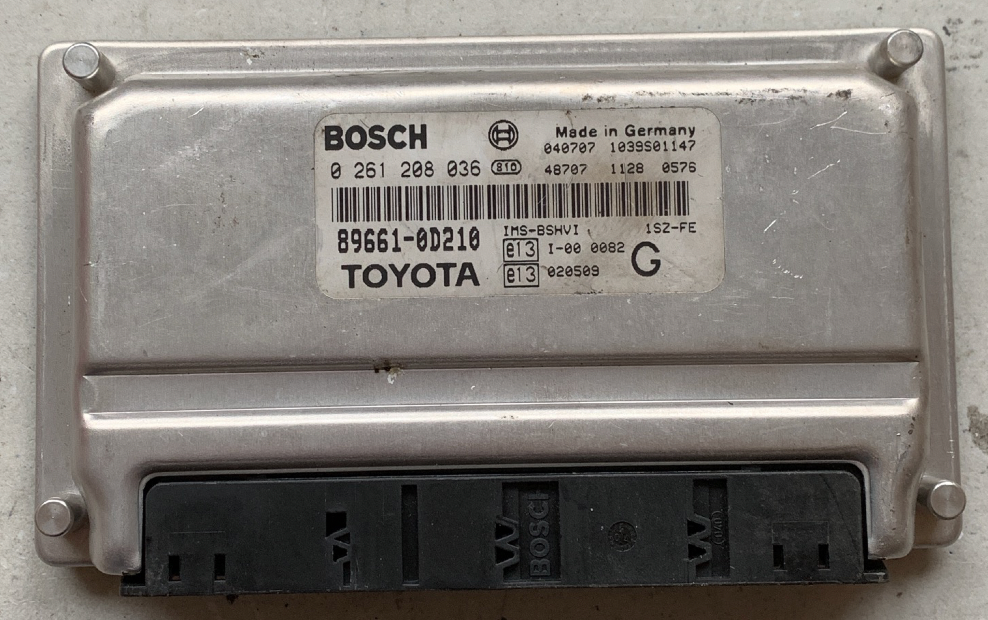 BOSCH
Made in Germany
040707 1039S01147
0 261 208 036 810 48707 1128 0576
89661-0D210
IMS-BSHVI 1SZ-FE
e13 I-00 0082 G
TOYOTA
e13 020509
BOSCH